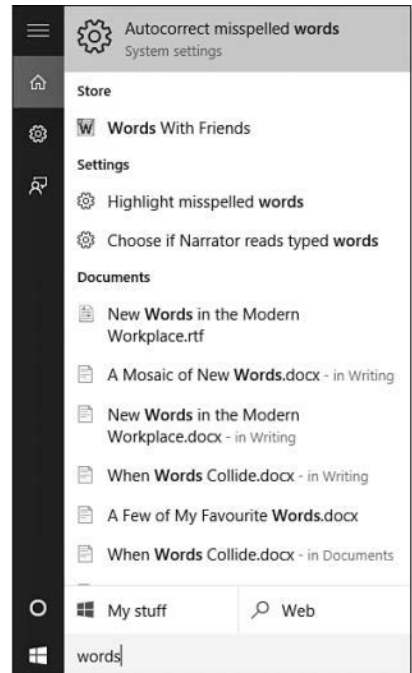 Autocorrect misspelled words
System settings
Store
W Words With Friends
Settings
Highlight misspelled words
Choose if Narrator reads typed words
Documents
New Words in the Modern
Workplace.rtf
A Mosaic of New Words.docx - in Writing
New Words in the Modern
Workplace.docx - in Writing
When Words Collide.docx - in Writing
A Few of My Favourite Words.docx
When Words Collide.docx - in Documents
My stuff
Web
words